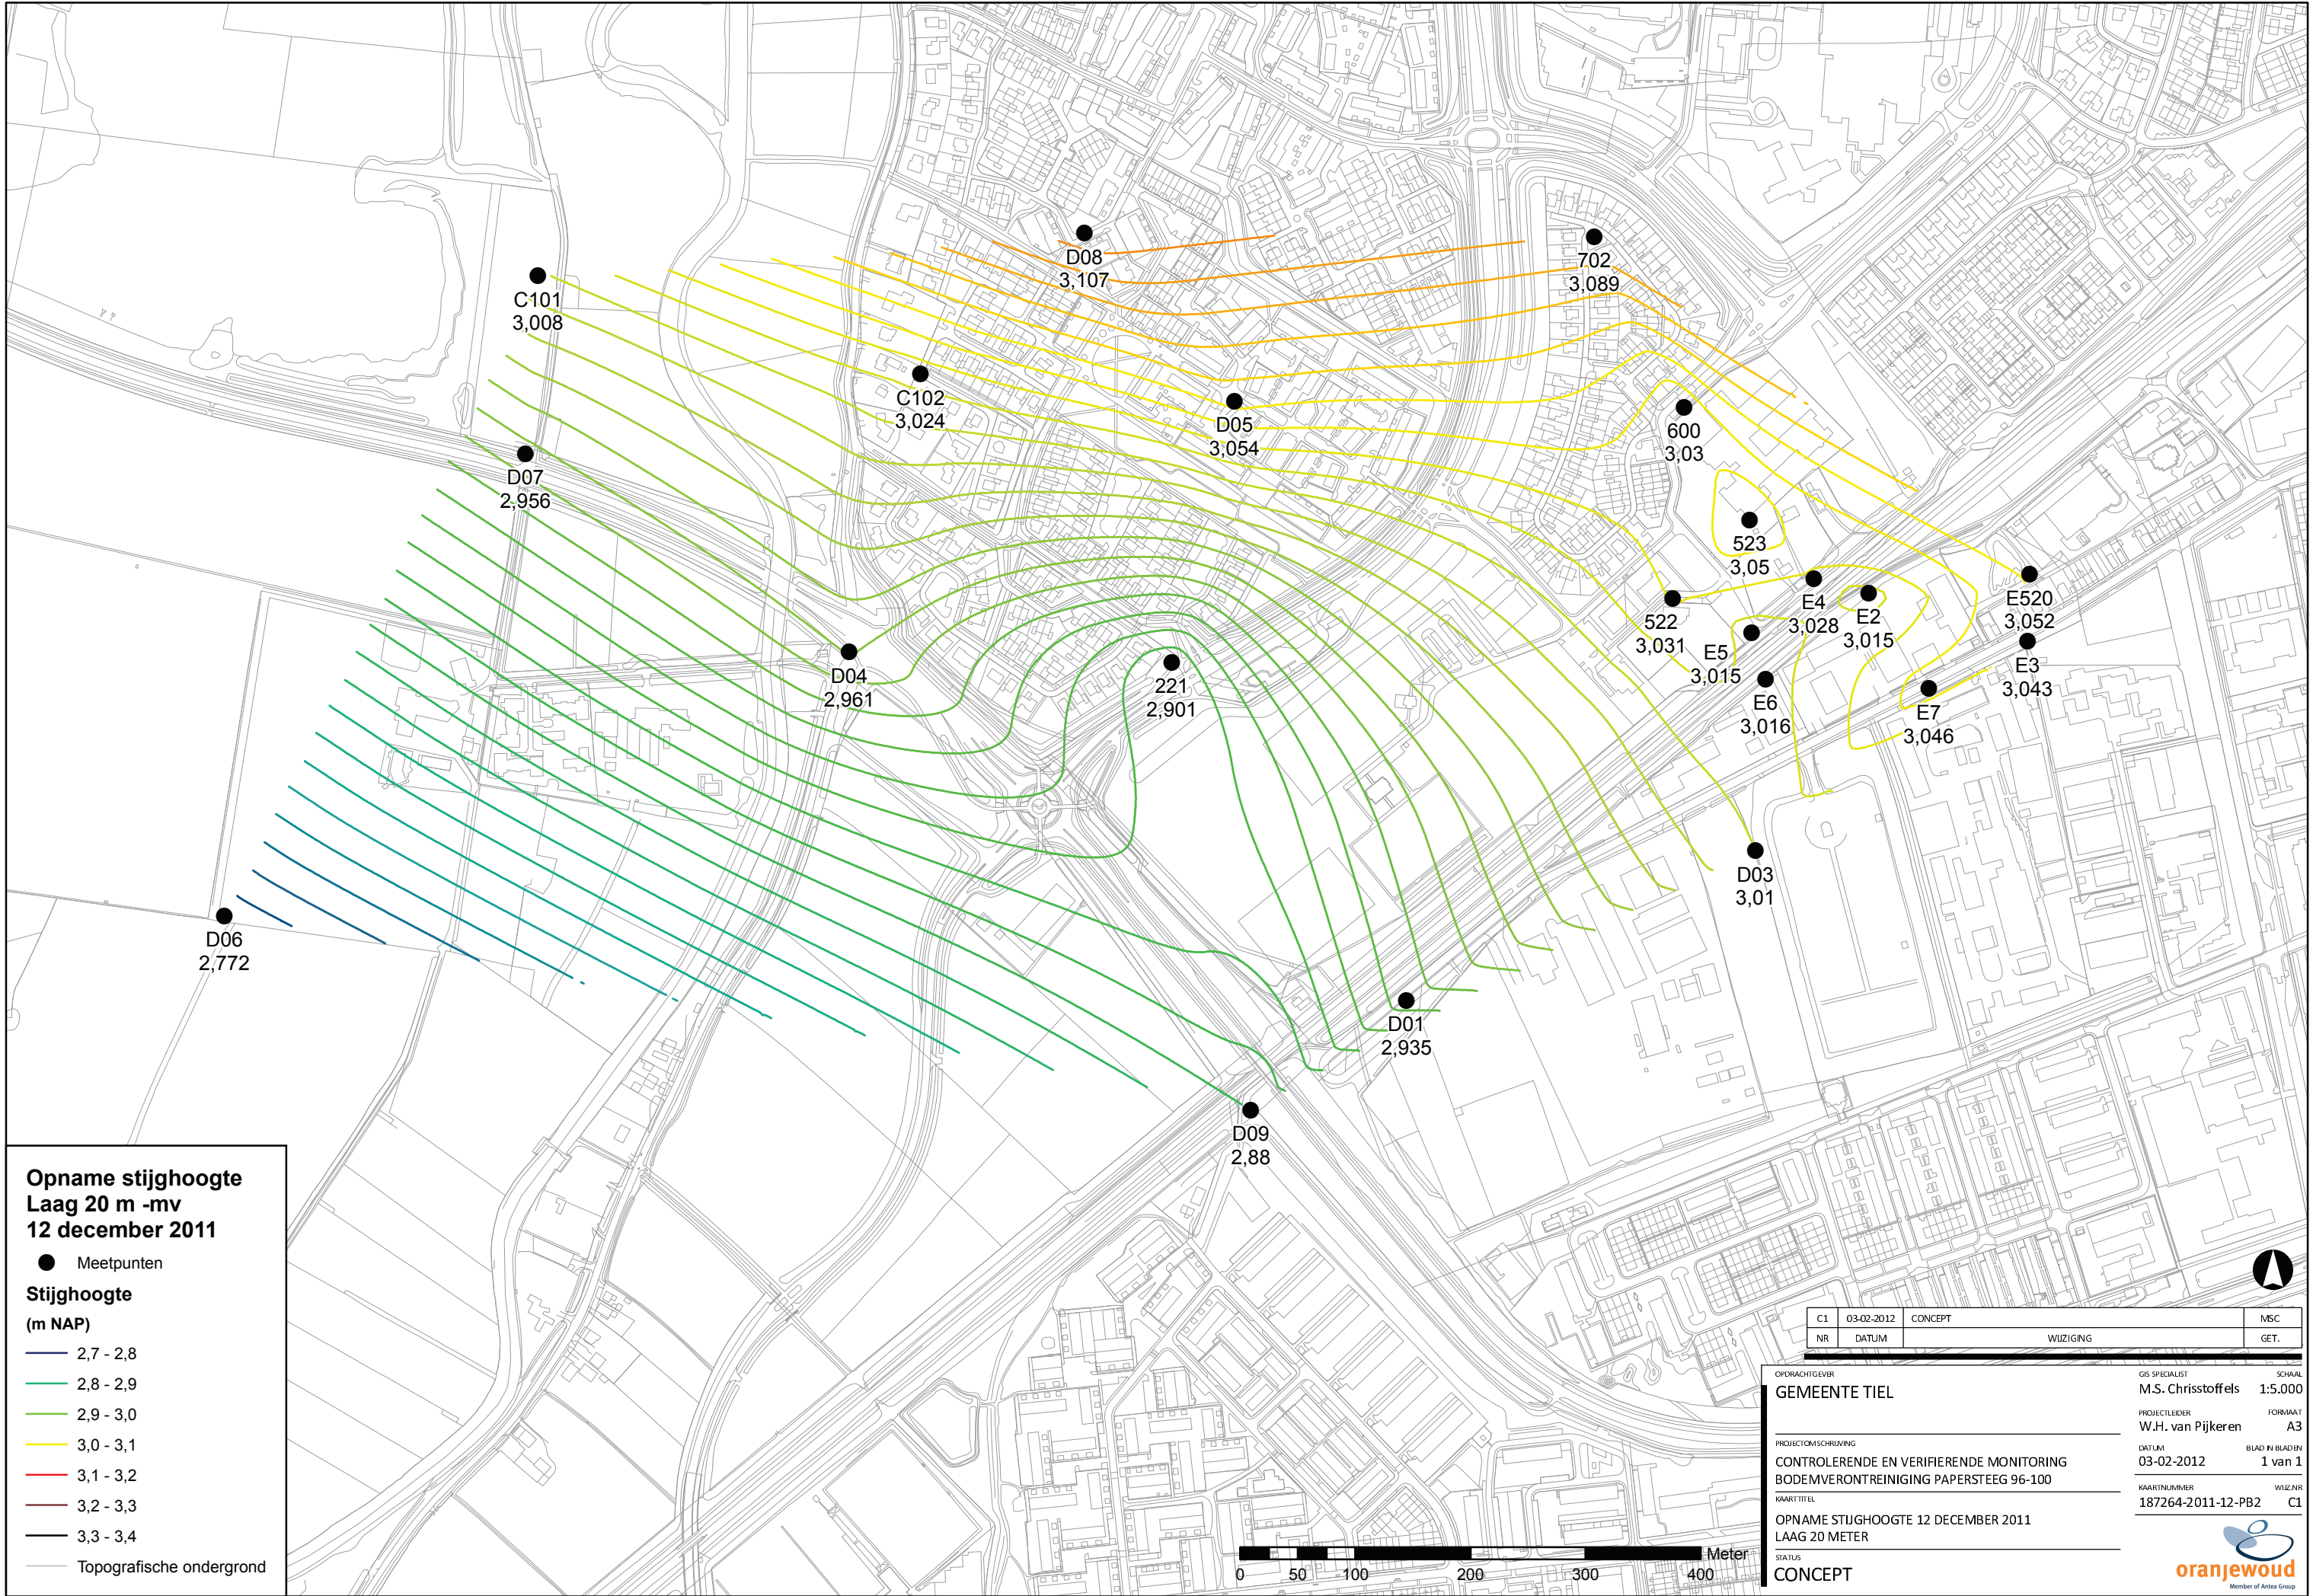 D08
3,107
702
3,089
C101
3,008
C102
3,024
D05
3,054
600
3,03
D07
2,956
523
3,05
522
3,031
E4
3,028
E2
3,015
E520
3,052
E5
3,015
E3
3,043
E6
3,016
E7
3,046
D04
2,961
221
2,901
D03
3,01
D06
2,772
D01
2,935
D09
2,88
Opname stijghoogte
Laag 20 m -mv
12 december 2011
Meetpunten
Stijghoogte
(m NAP)
2,7 - 2,8
2,8 - 2,9
2,9 - 3,0
3,0 - 3,1
3,1 - 3,2
3,2 - 3,3
3,3 - 3,4
Topografische ondergrond
0 50 100 200 300 400 Meter
C1 03-02-2012 CONCEPT MSC
NR DATUM WIJZIGING GET.
OPDRACHTGEVER
GEMEENTE TIEL
PROJECTOMSCHRIJVING
CONTROLERENDE EN VERIFIERENDE MONITORING
BODEMVERONTREINIGING PAPERSTEEG 96-100
KAARTTITEL
OPNAME STIJGHOOGTE 12 DECEMBER 2011
LAAG 20 METER
STATUS
CONCEPT
GIS SPECIALIST SCHAAL
M.S. Chrisstoffels 1:5.000
PROJECTLEIDER FORMAAT
W.H. van Pijkeren A3
DATUM BLAD IN BLADEN
03-02-2012 1 van 1
KAARTNUMMER WIJZ.NR
187264-2011-12-PB2 C1
oranjewoud
Member of Antea Group